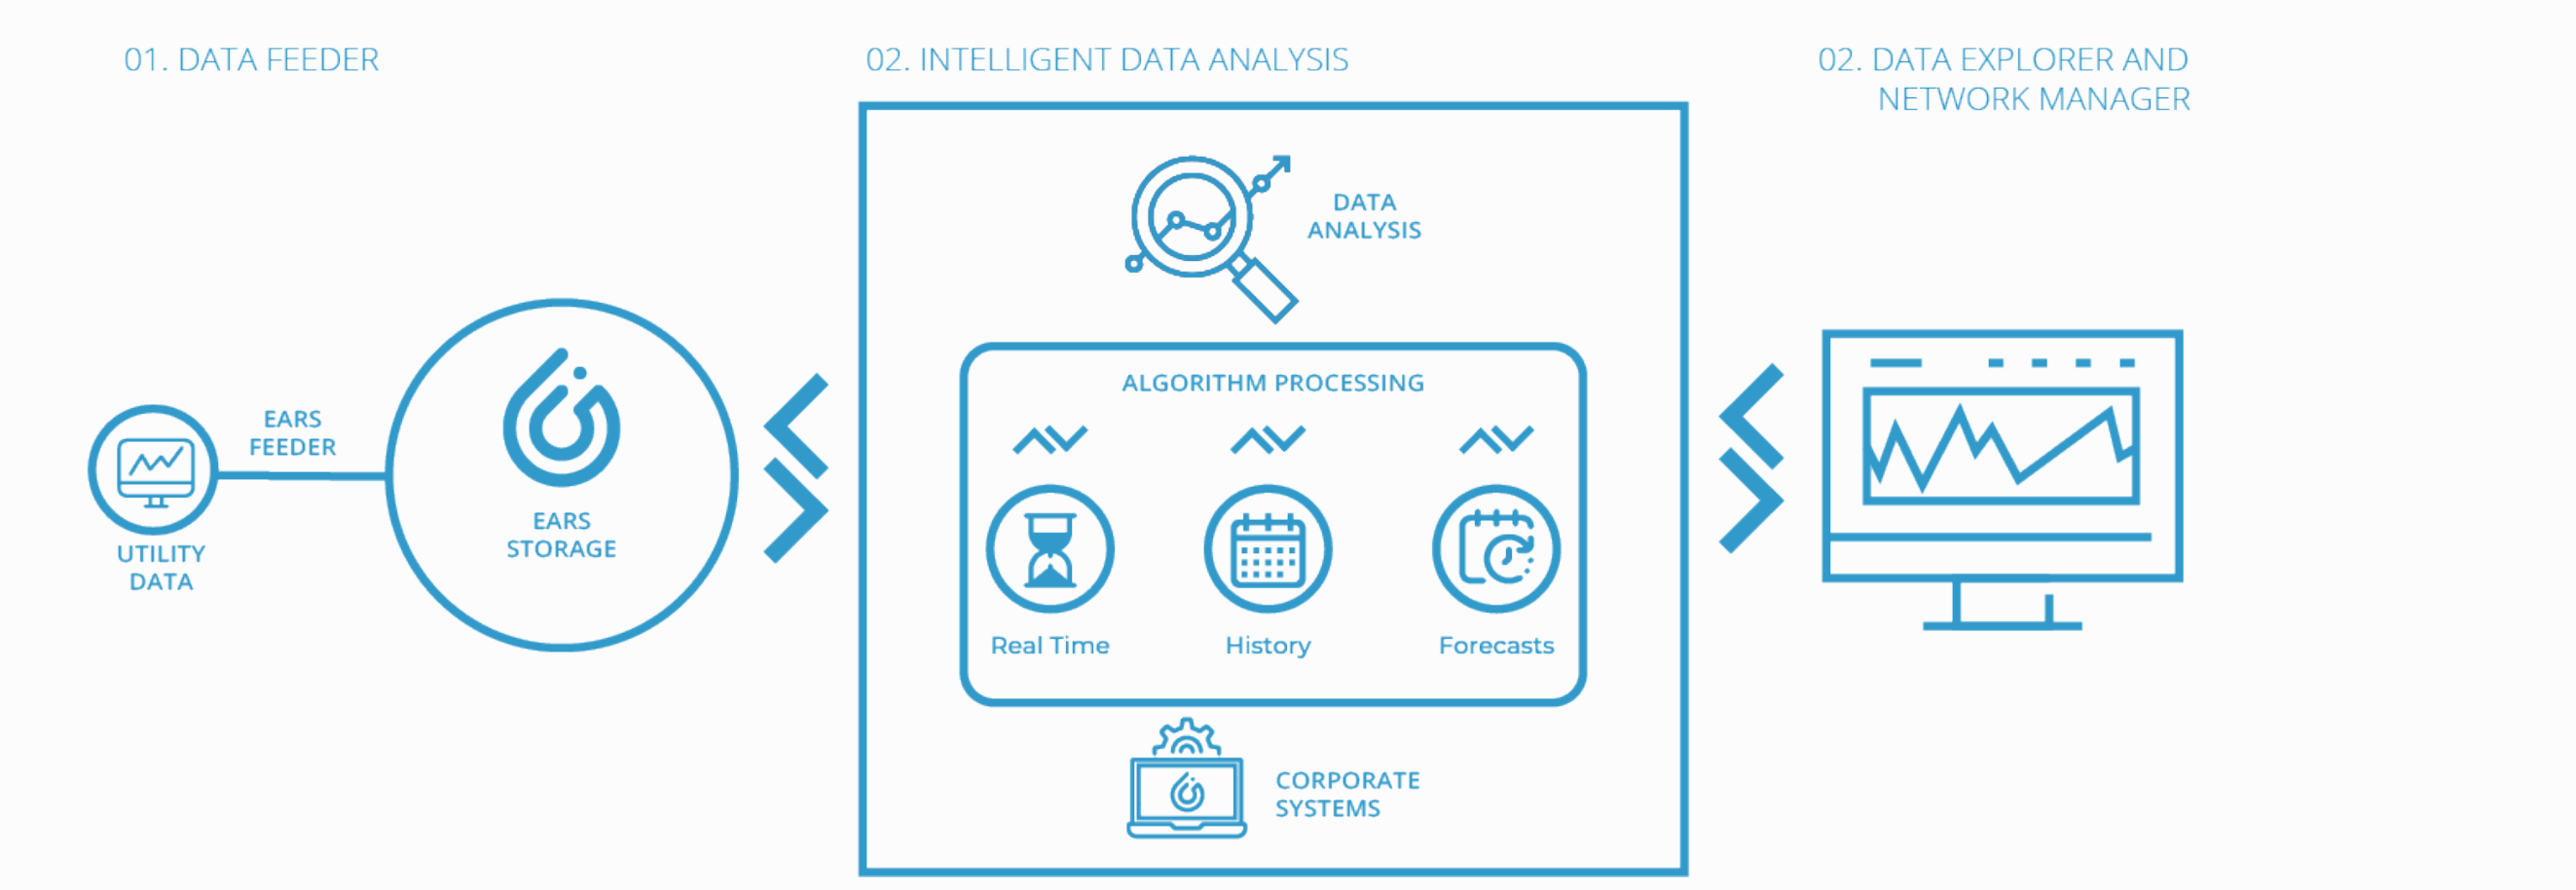 01. DATA FEEDER
02. INTELLIGENT DATA ANALYSIS
02. DATA EXPLORER AND
NETWORK MANAGER
UTILITY
DATA
EARS
FEEDER
EARS
STORAGE
DATA
ANALYSIS
ALGORITHM PROCESSING
Real Time
History
Forecasts
CORPORATE
SYSTEMS